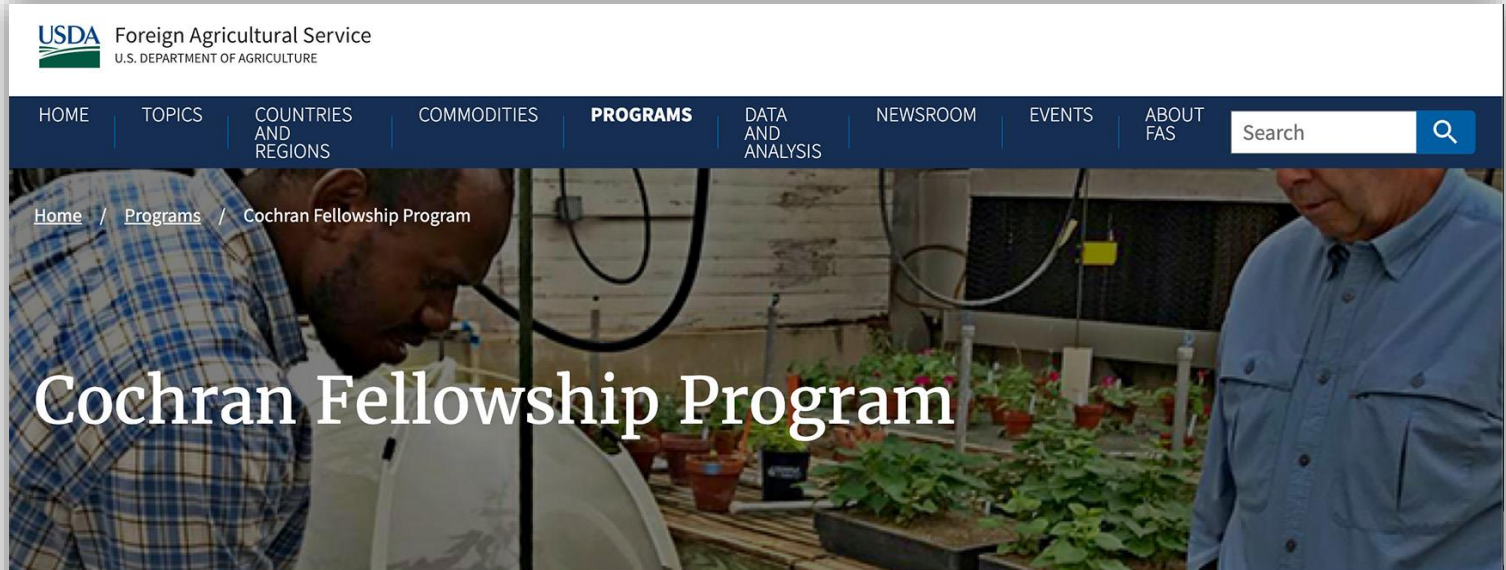 USDA Foreign Agricultural Service
U.S. DEPARTMENT OF AGRICULTURE
HOME
TOPICS
COUNTRIES
AND
REGIONS
COMMODITIES
PROGRAMS
DATA
AND
ANALYSIS
NEWSROOM
EVENTS
ABOUT
FAS
Search
Home / Programs / Cochran Fellowship Program
Cochran Fellowship Program